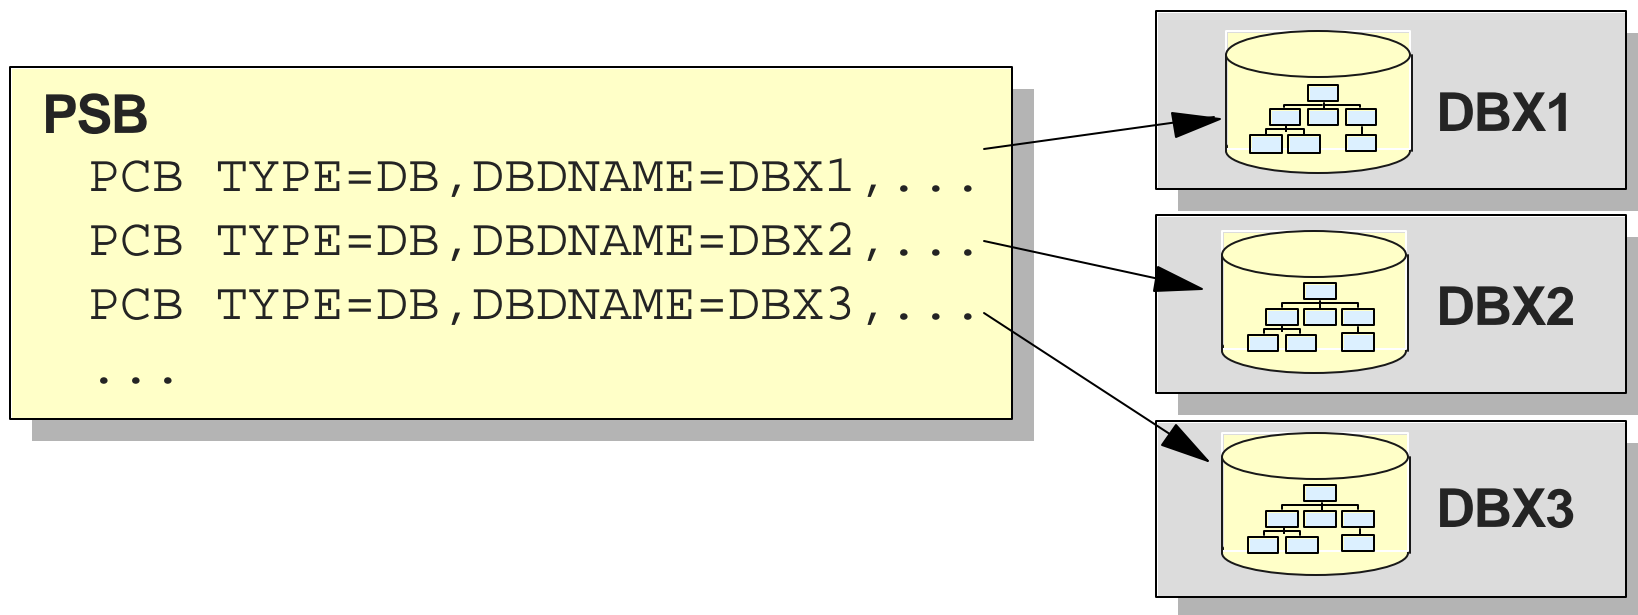 PSB
PCB TYPE=DB,DBDNAME=DBX1,...
PCB TYPE=DB,DBDNAME=DBX2,...
PCB TYPE=DB,DBDNAME=DBX3,...
...
DBX1
DBX2
DBX3